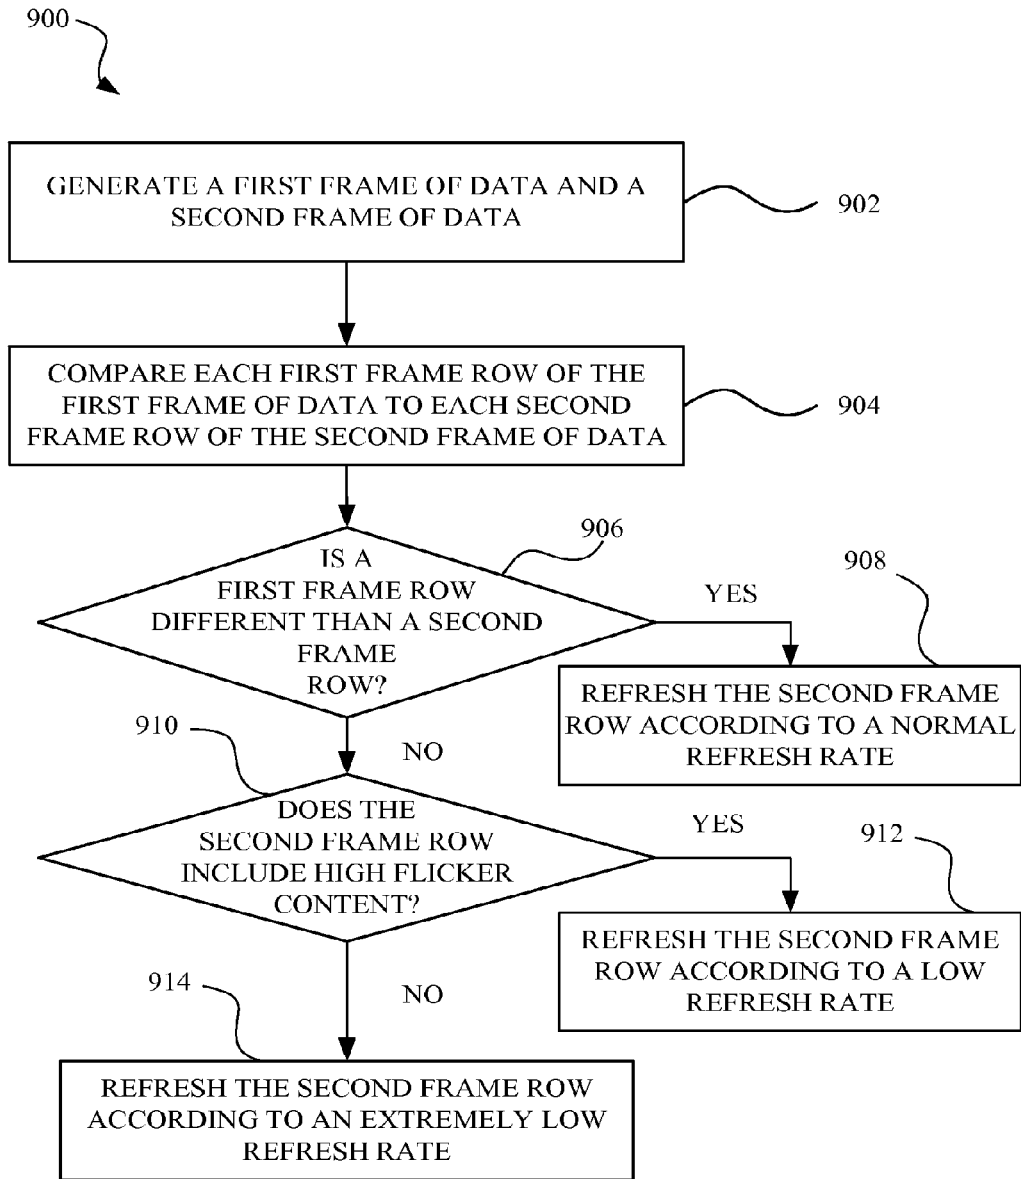 900
GENERATE A FIRST FRAME OF DATA AND A
SECOND FRAME OF DATA
902
COMPARE EACH FIRST FRAME ROW OF THE
FIRST FRAME OF DATA TO EACH SECOND
FRAME ROW OF THE SECOND FRAME OF DATA
904
906
IS A
FIRST FRAME ROW
DIFFERENT THAN A SECOND
FRAME
ROW?
YES
908
REFRESH THE SECOND FRAME
ROW ACCORDING TO A NORMAL
REFRESH RATE
910
NO
DOES THE
SECOND FRAME ROW
INCLUDE HIGH FLICKER
CONTENT?
YES
912
REFRESH THE SECOND FRAME
ROW ACCORDING TO A LOW
REFRESH RATE
914
NO
REFRESH THE SECOND FRAME ROW
ACCORDING TO AN EXTREMELY LOW
REFRESH RATE